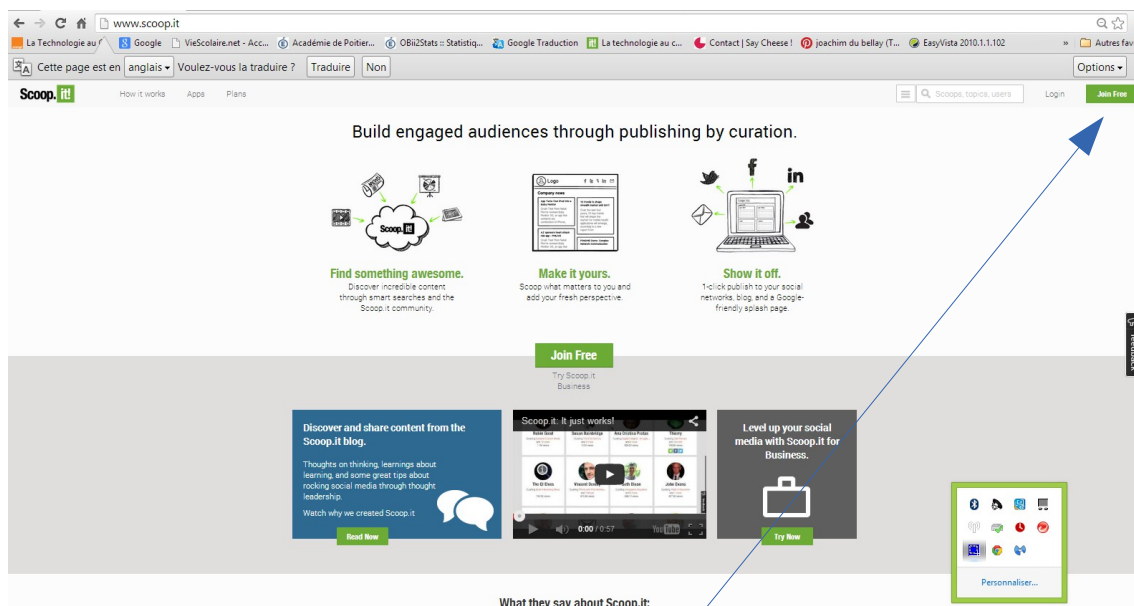 www.scoop.it
La Technologie au Google VieScolaire.net - Acc... Académie de Poitier... OBii2Stats :: Statistiq... Google Traduction La technologie au c... Contact | Say Cheese ! joachim du bellay (T... EasyVista 2010.1.1.102 » Autres fav
Cette page est en anglais Voulez-vous la traduire ? Traduire Non Options
Scoop.it! How it works Apps Plans Scoops, topics, users Login Join Free
Build engaged audiences through publishing by curation.
Logo
Company news
Scoop.it!
Find something awesome.
Discover incredible content
through smart searches and the
Scoop.it community.
Make it yours.
Scoop what matters to you and
add your fresh perspective.
Show it off.
1-click publish to your social
networks, blog, and a Google-
friendly splash page.
feedback
Join Free
Try Scoop.it
Business
Discover and share content from the
Scoop.it blog.
Thoughts on thinking, learnings about
learning, and some great tips about
rocking social media through thought
leadership.
Watch why we created Scoop.it
Read Now
Scoop.it: It just works!
Robin Good
0:00 / 0:57 YouTube
Level up your social
media with Scoop.it for
Business.
Try Now
Personnaliser...
What they say about Scoop.it: